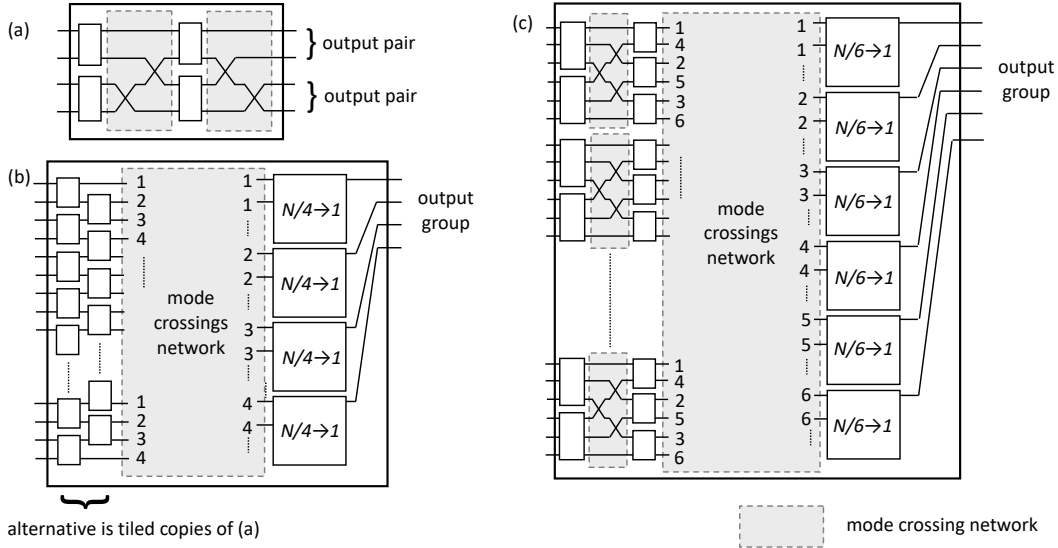 (a)
output pair
output pair
(b)
1
2
3
4
1
2
3
4
mode
crossings
network
1
1
2
2
3
3
4
4
N/4→1
N/4→1
N/4→1
N/4→1
output
group
alternative is tiled copies of (a)
(c)
1
4
2
5
3
6
1
4
2
5
3
6
mode
crossings
network
1
1
2
2
3
3
4
4
5
5
6
6
N/6→1
N/6→1
N/6→1
N/6→1
N/6→1
N/6→1
output
group
mode crossing network